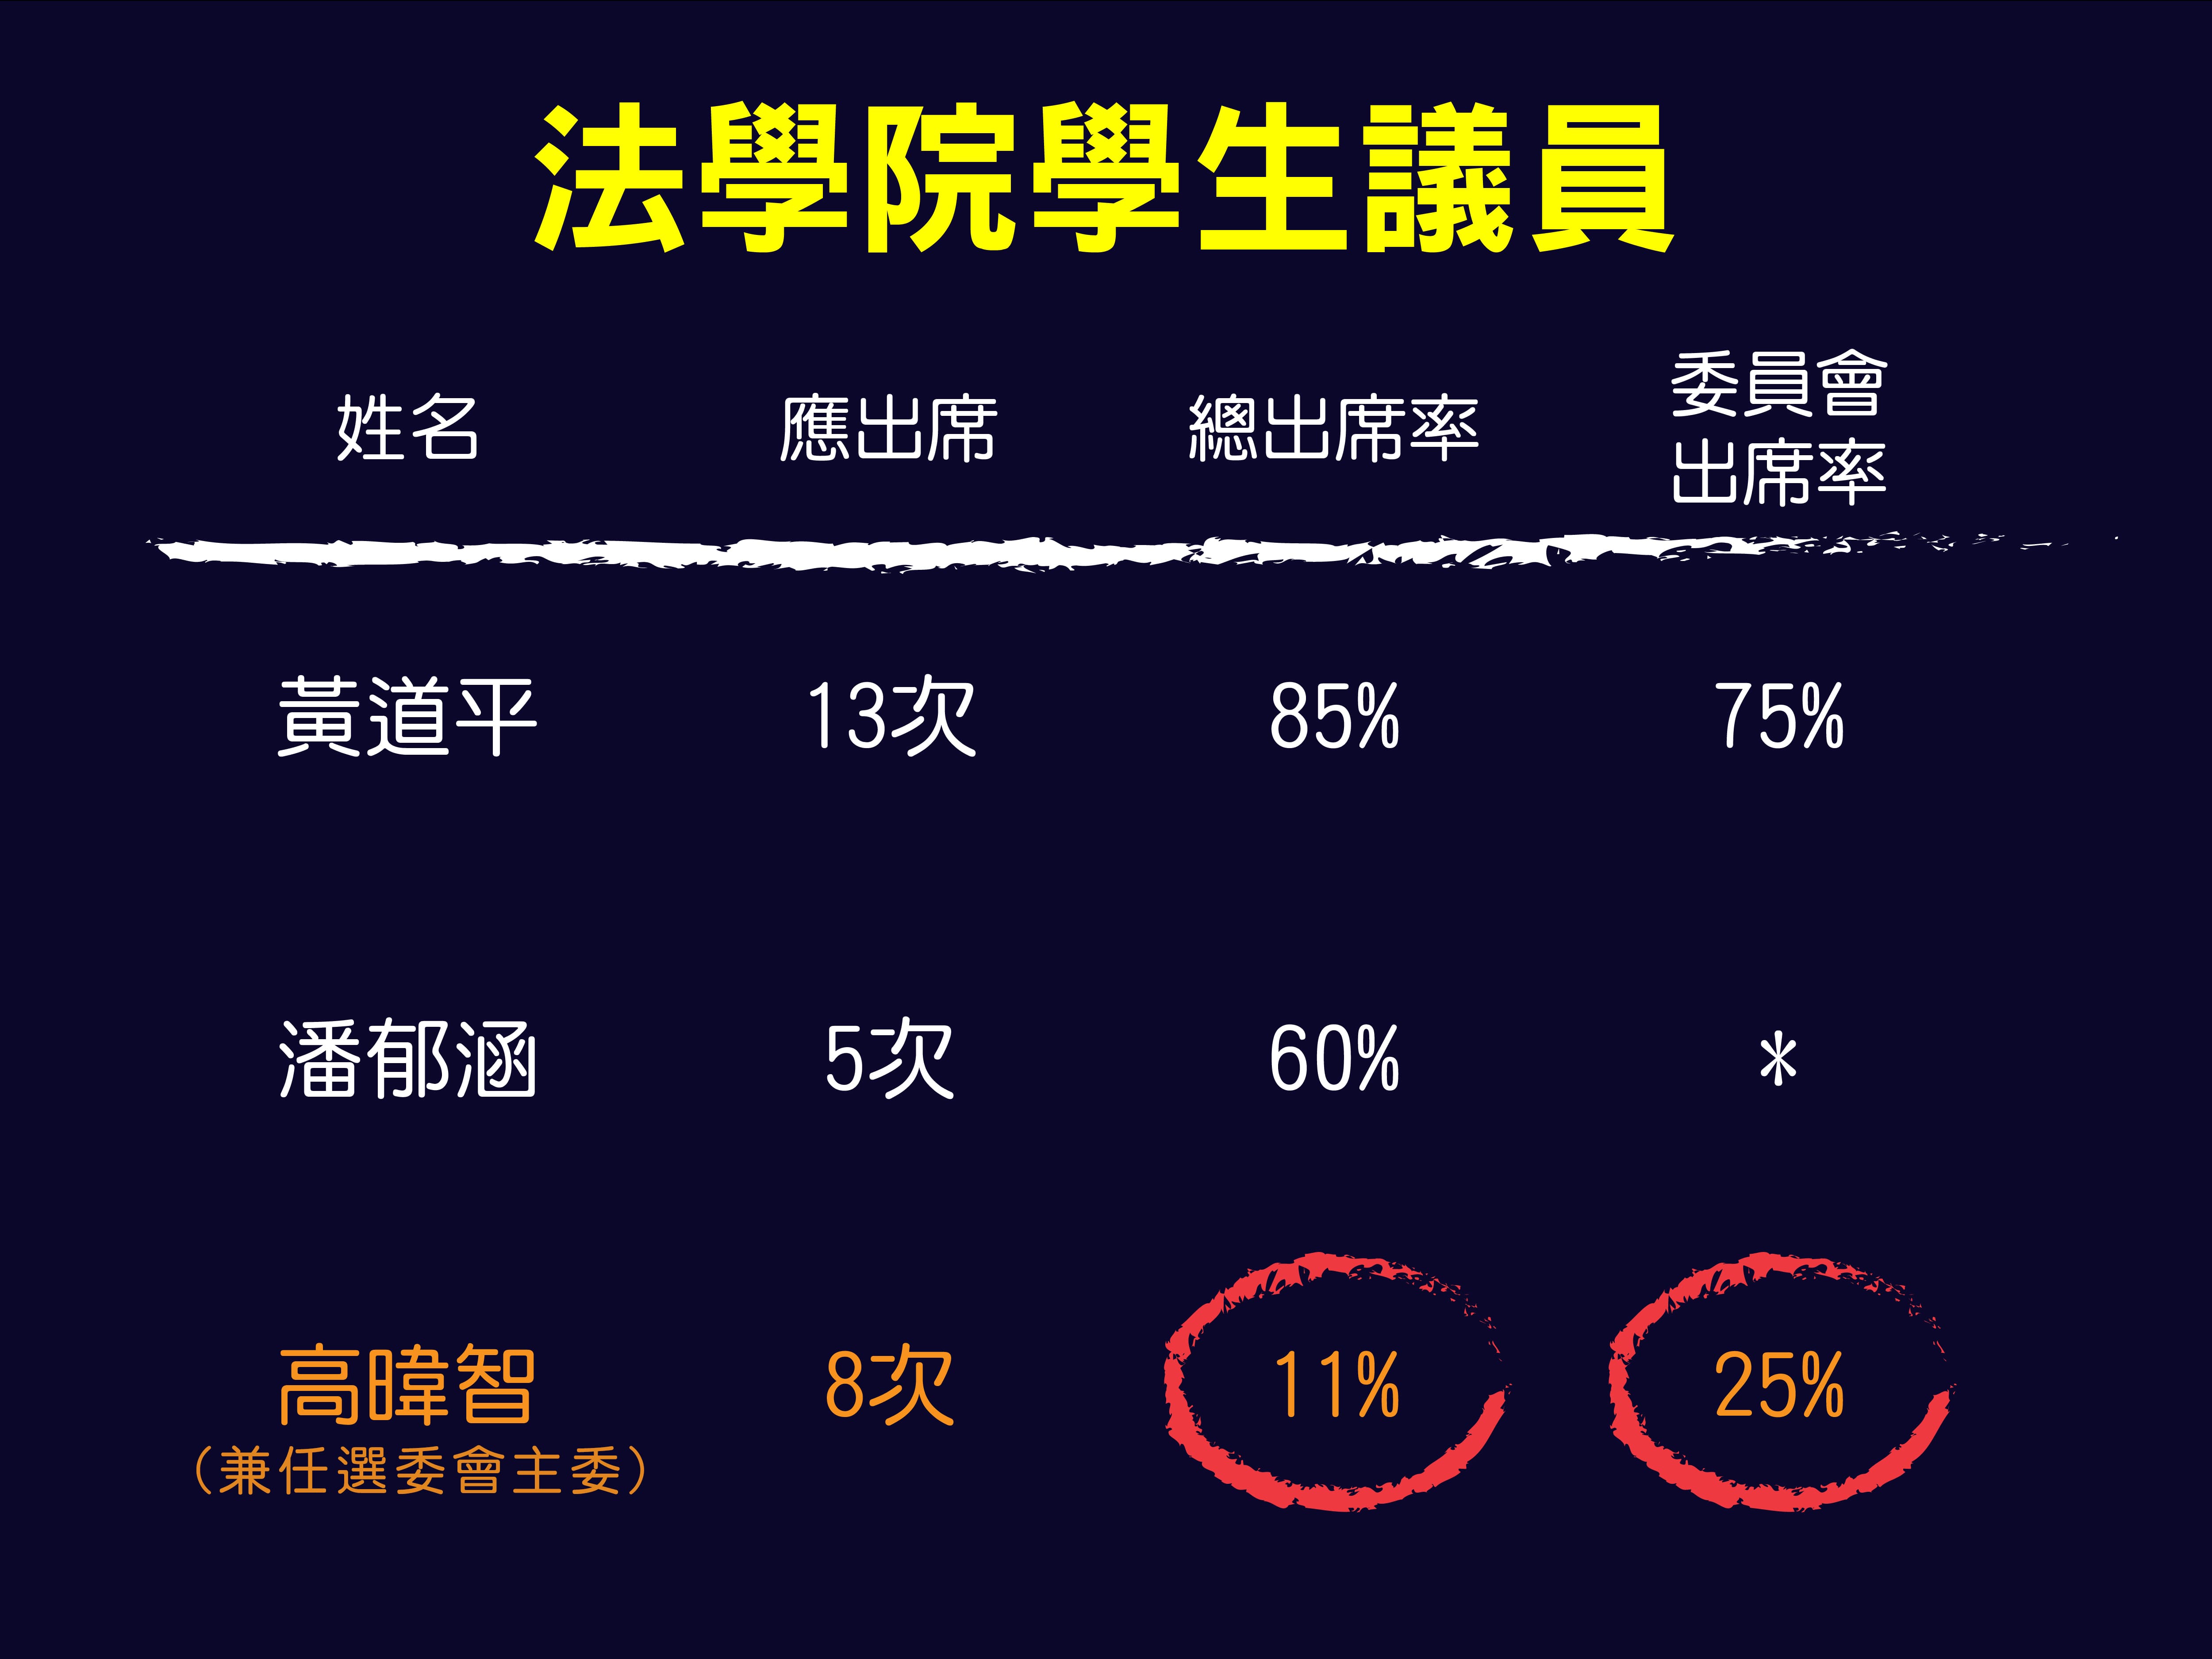 法學院學生議員
姓名 應出席 總出席率 委員會
出席率
黃道平 13次 85% 75%
潘郁涵 5次 60% *
高暐智 8次 11% 25%
（兼任選委會主委）